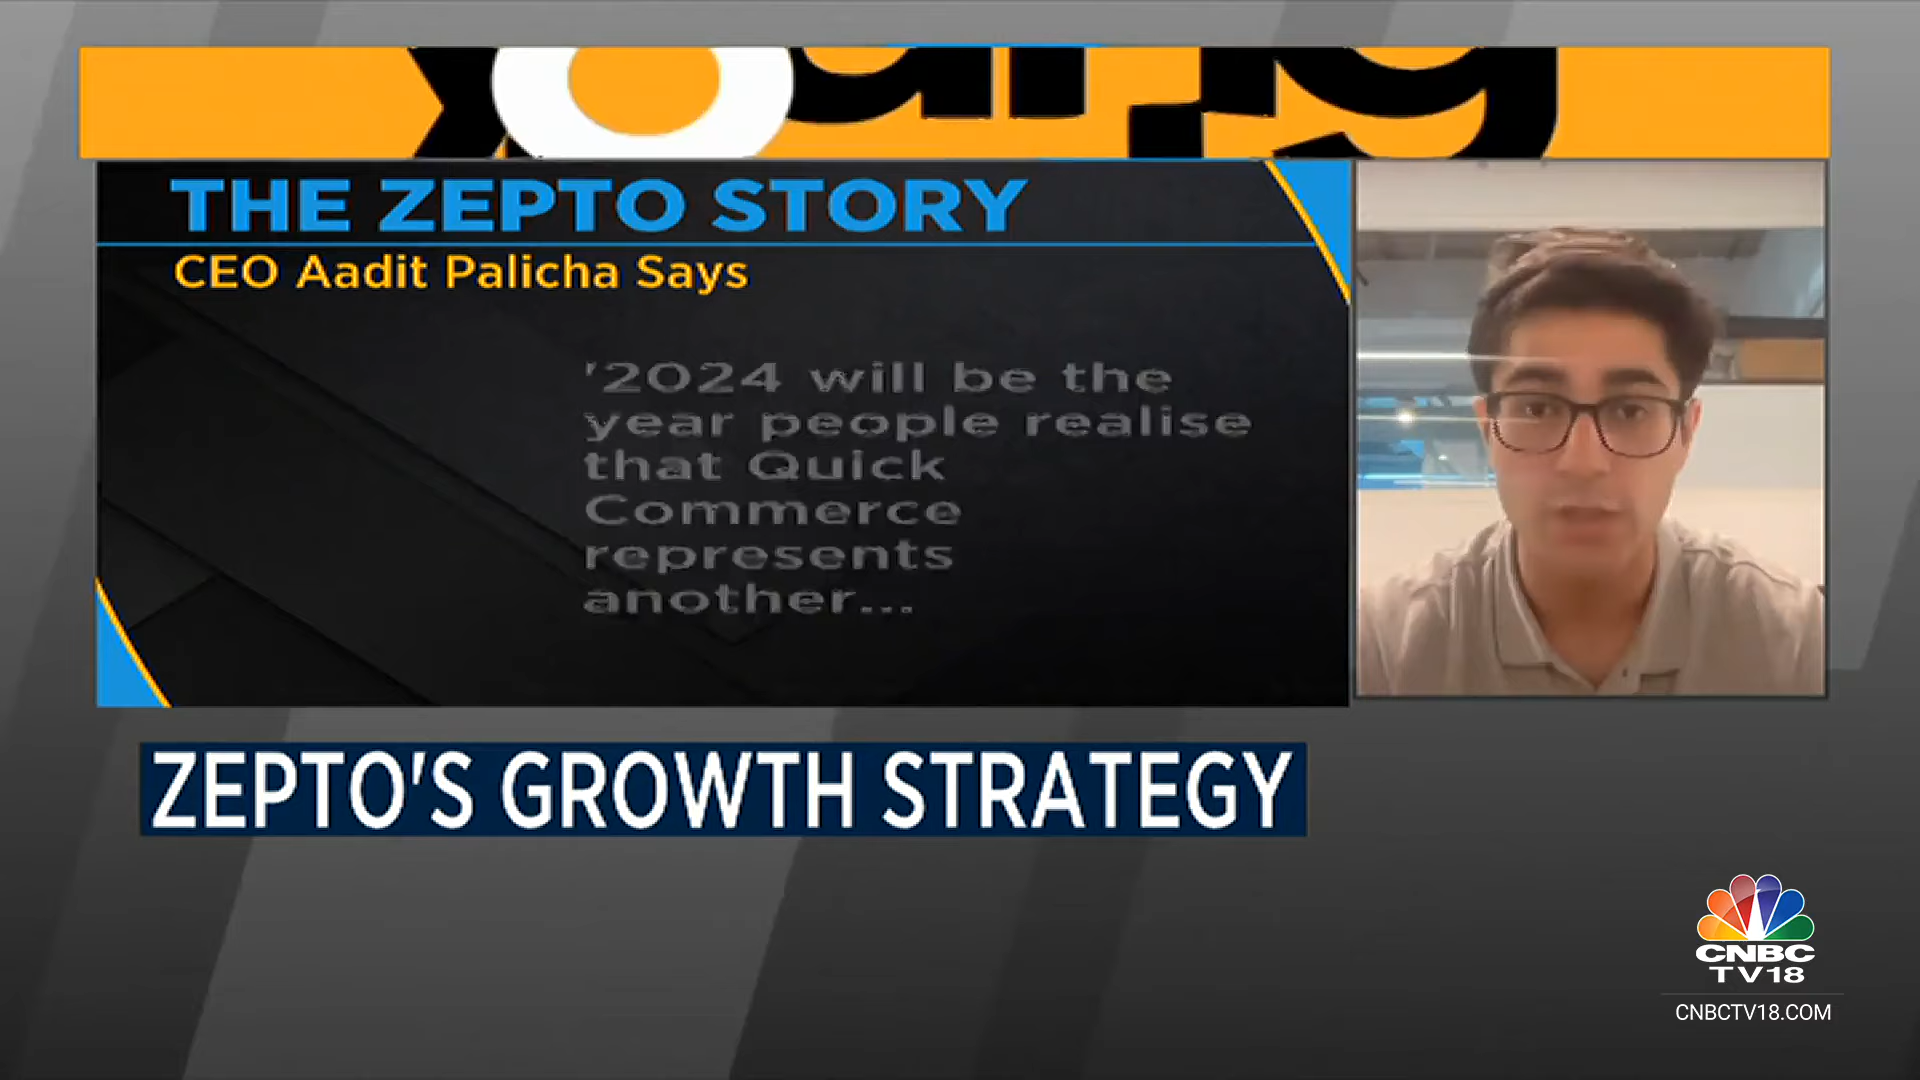 THE ZEPTO STORY
CEO Aadit Palicha Says
'2024 will be the
year people realise
that Quick
Commerce
represents
another...
ZEPTO'S GROWTH STRATEGY
CNBC
TV18
CNBCTV18.COM